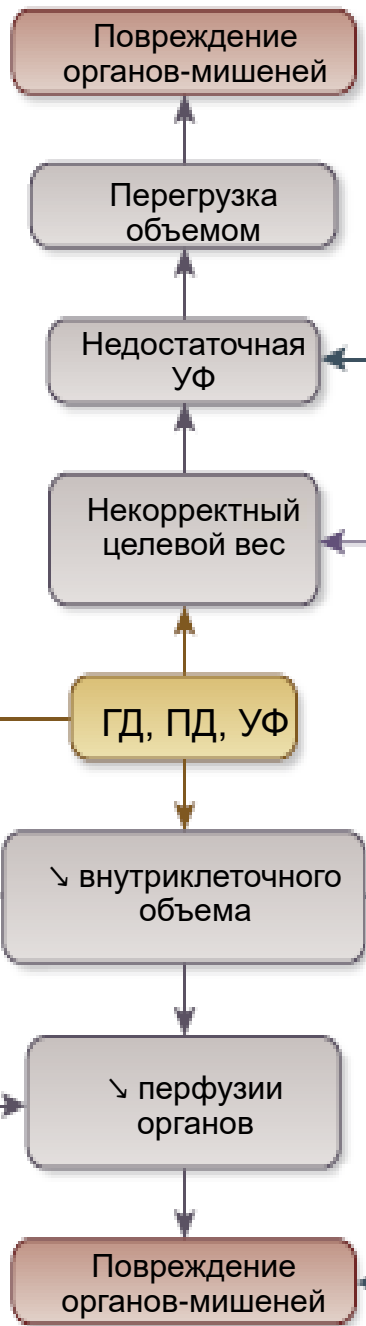 Повреждение
органов-мишеней
Перегрузка
объемом
Недостаточная
УФ
Некорректный
целевой вес
ГД, ПД, УФ
↘ внутриклеточного
объема
↘ перфузии
органов
Повреждение
органов-мишеней